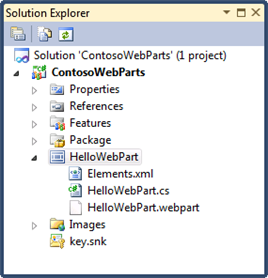 Solution Explorer
Solution 'ContosoWebParts' (1 project)
ContosoWebParts
Properties
References
Features
Package
HelloWebPart
Elements.xml
HelloWebPart.cs
HelloWebPart.webpart
Images
key.snk